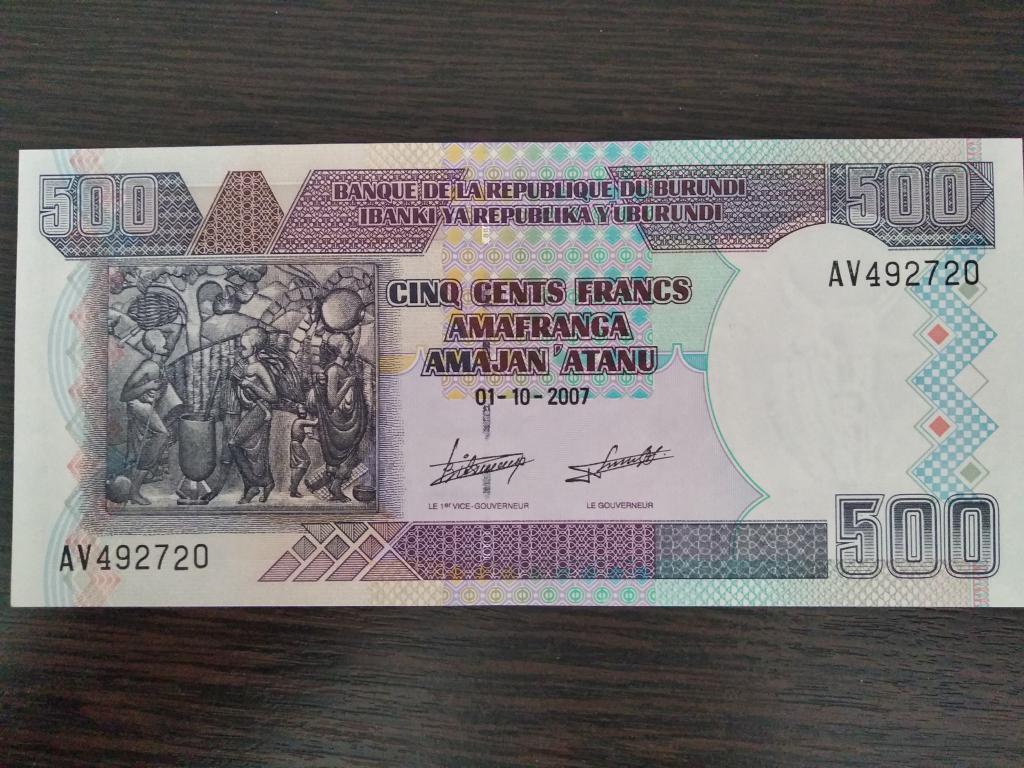 500
BANQUE DE LA REPUBLIQUE DU BURUNDI
500
IBANKI YA REPUBLIKA Y'UBURUNDI
AV492720
CINQ CENTS FRANCS
AMAFRANGA
AMAJAN'ATANU
01-10-2007
LE 1er VICE-GOUVERNEUR
LE GOUVERNEUR
500
AV492720